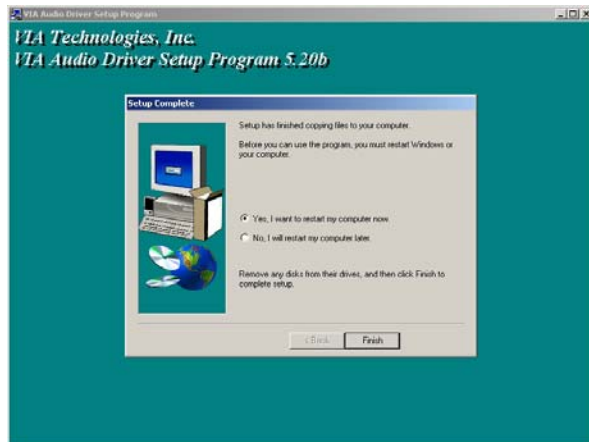 VIA Audio Driver Setup Program
VIA Technologies, Inc.
VIA Audio Driver Setup Program 5.20b
Setup Complete
Setup has finished copying files to your computer.
Before you can use the program, you must restart Windows or
your computer.
Yes, I want to restart my computer now.
No, I will restart my computer later.
Remove any disks from their drives, and then click Finish to
complete setup.
< Back
Finish